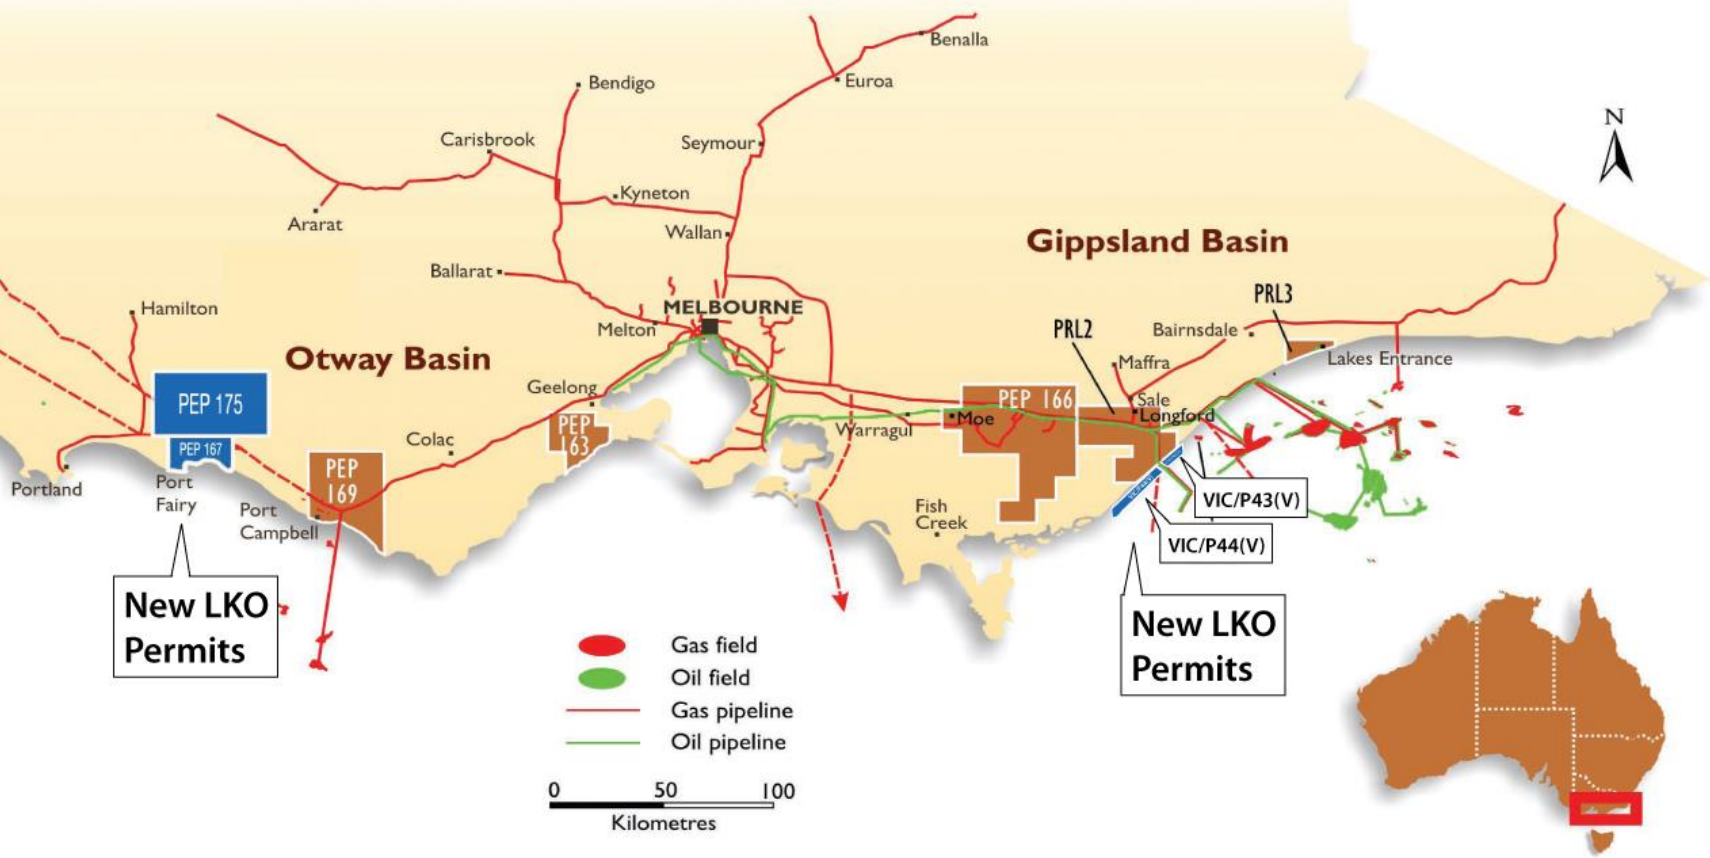 Benalla
Euroa
Bendigo
Carisbrook
Seymour
N
Kyneton
Ararat
Wallan
Gippsland Basin
Ballarat
PRL3
Hamilton
MELBOURNE
Melton
PRL2
Bairnsdale
Otway Basin
Maffra
Lakes Entrance
Geelong
PEP 175
PEP 166
Sale
Longford
Moe
Warragul
PEP
163
Colac
PEP 167
PEP
169
Portland
Port
Fairy
Port
Campbell
Fish
Creek
VIC/P43(V)
VIC/P44(V)
New LKO
Permits
New LKO
Permits
Gas field
Oil field
Gas pipeline
Oil pipeline
0 50 100
Kilometres